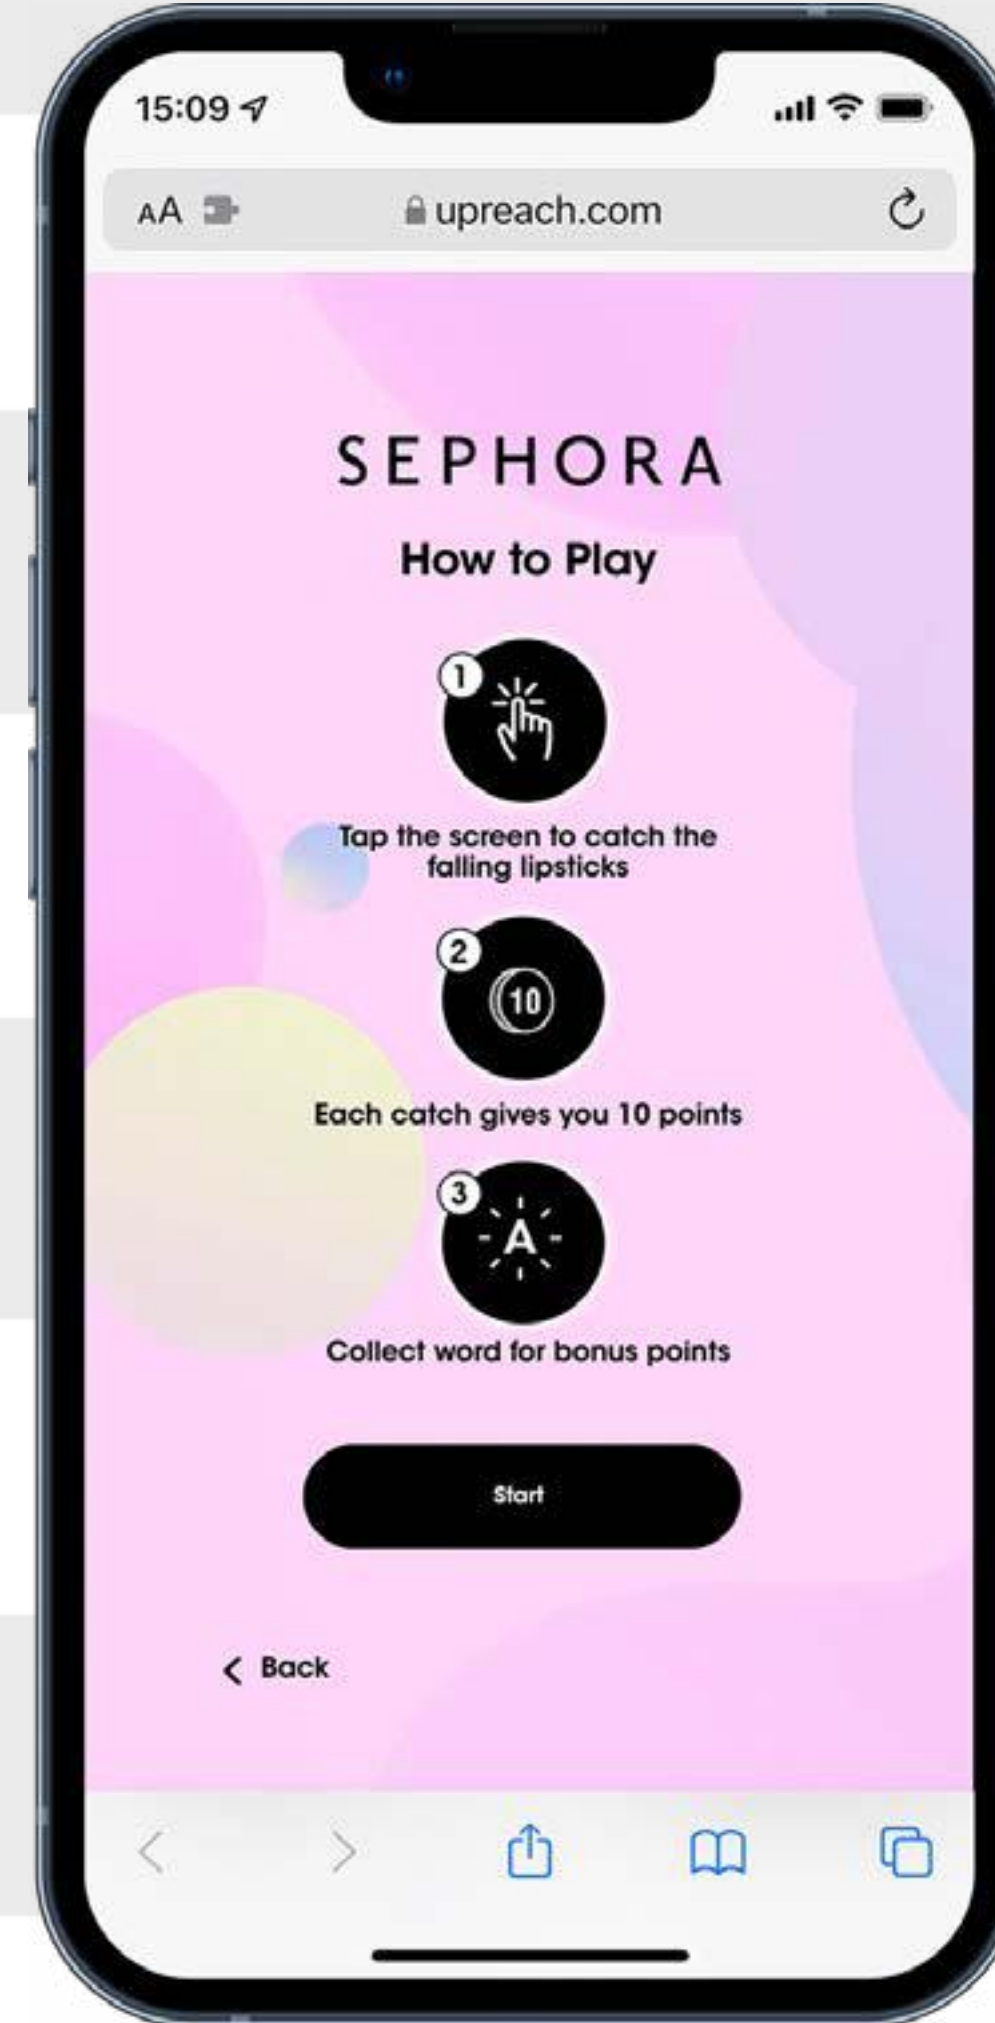 15:09
AA
upreach.com
SEPHORA
How to Play
1
Tap the screen to catch the
falling lipsticks
2
10
Each catch gives you 10 points
3
A
Collect word for bonus points
Start
Back